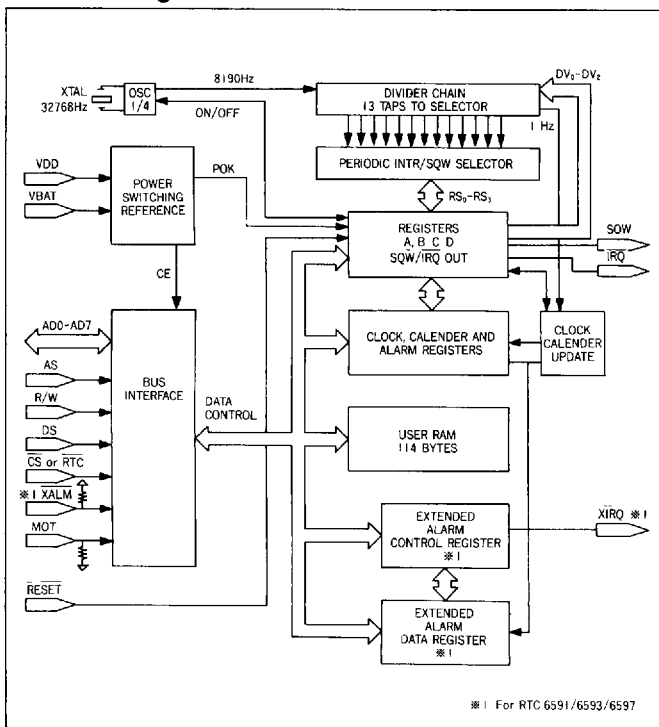 XTAL
32768Hz
OSC
1/4
8190Hz
ON/OFF
DIVIDER CHAIN
13 TAPS TO SELECTOR
DV0-DV2
1 Hz
PERIODIC INTR/SQW SELECTOR
RS0-RS3
VDD
VBAT
POWER
SWITCHING
REFERENCE
POK
CE
REGISTERS
A, B, C, D
SQW/IRQ OUT
SQW
IRQ
CLOCK, CALENDER AND
ALARM REGISTERS
CLOCK
CALENDER
UPDATE
AD0-AD7
AS
R/W
DS
CS or RTC
※1 XALM
MOT
RESET
BUS
INTERFACE
DATA
CONTROL
USER RAM
114 BYTES
EXTENDED
ALARM
CONTROL REGISTER
※1
XIRQ ※1
EXTENDED
ALARM
DATA REGISTER
※1
※1 For RTC 6591/6593/6597